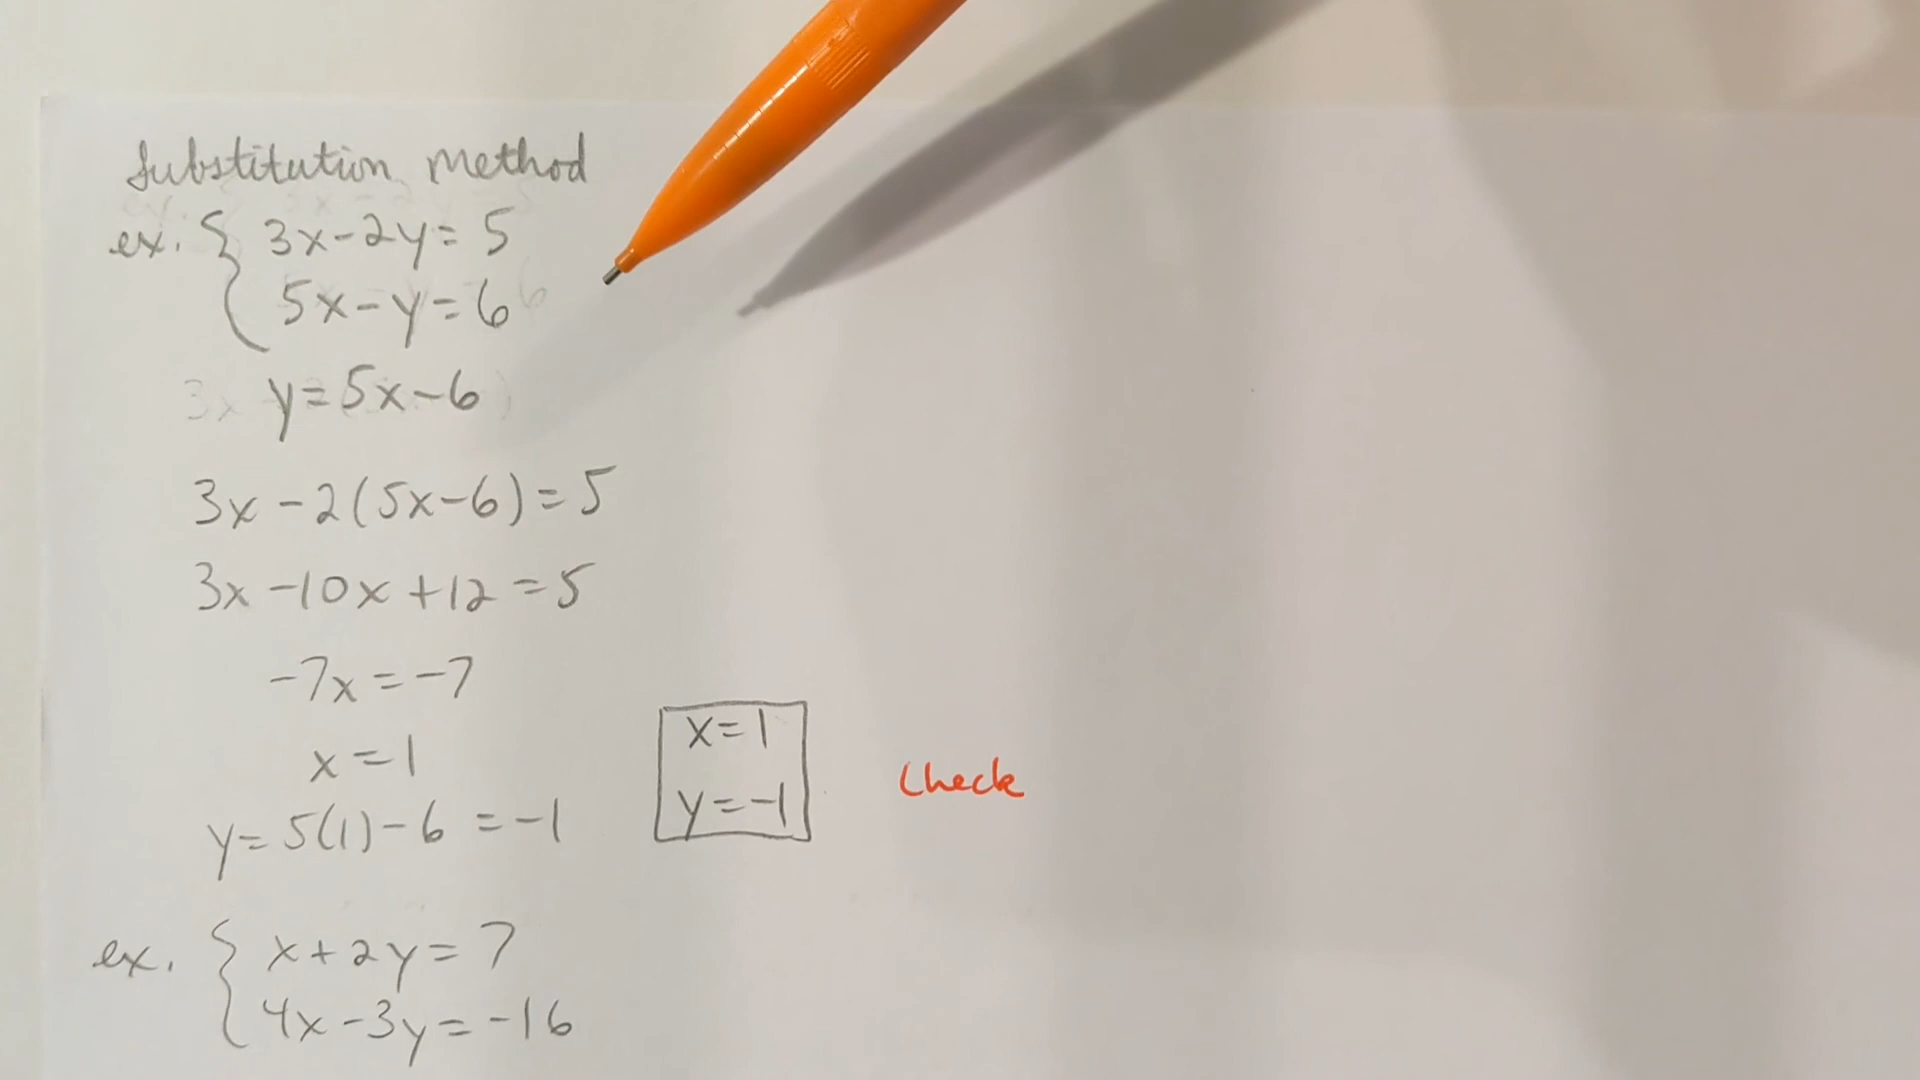 Substitution Method
ex. { 3x-2y=5
5x-y=6
y=5x-6
3x-2(5x-6)=5
3x-10x+12=5
-7x=-7
x=1
y=5(1)-6=-1
x=1
y=-1
Check
ex. { x+2y=7
4x-3y=-16